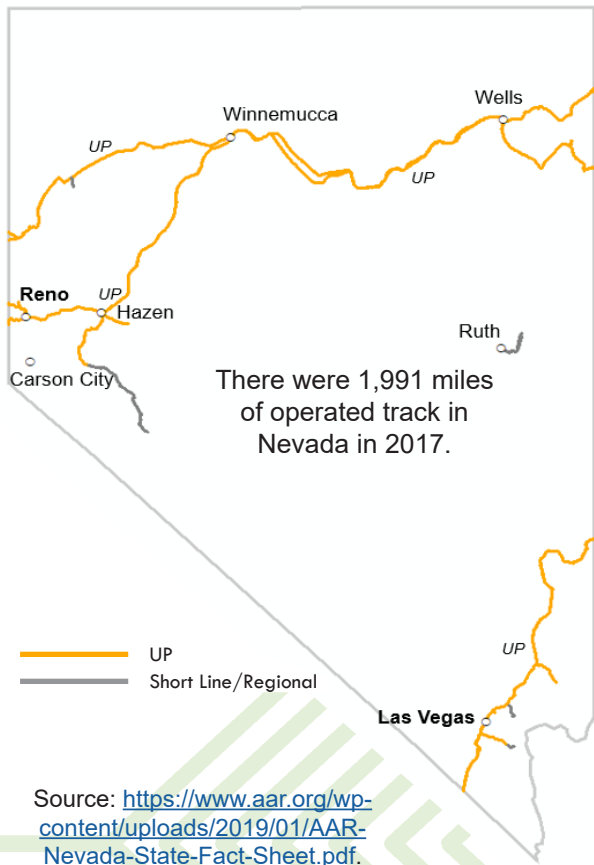 Wells
Winnemucca
UP
UP
Reno
UP
Hazen
Ruth
Carson City
There were 1,991 miles
of operated track in
Nevada in 2017.
UP
UP
Short Line/Regional
Las Vegas
Source: https://www.aar.org/wp-
content/uploads/2019/01/AAR-
Nevada-State-Fact-Sheet.pdf.